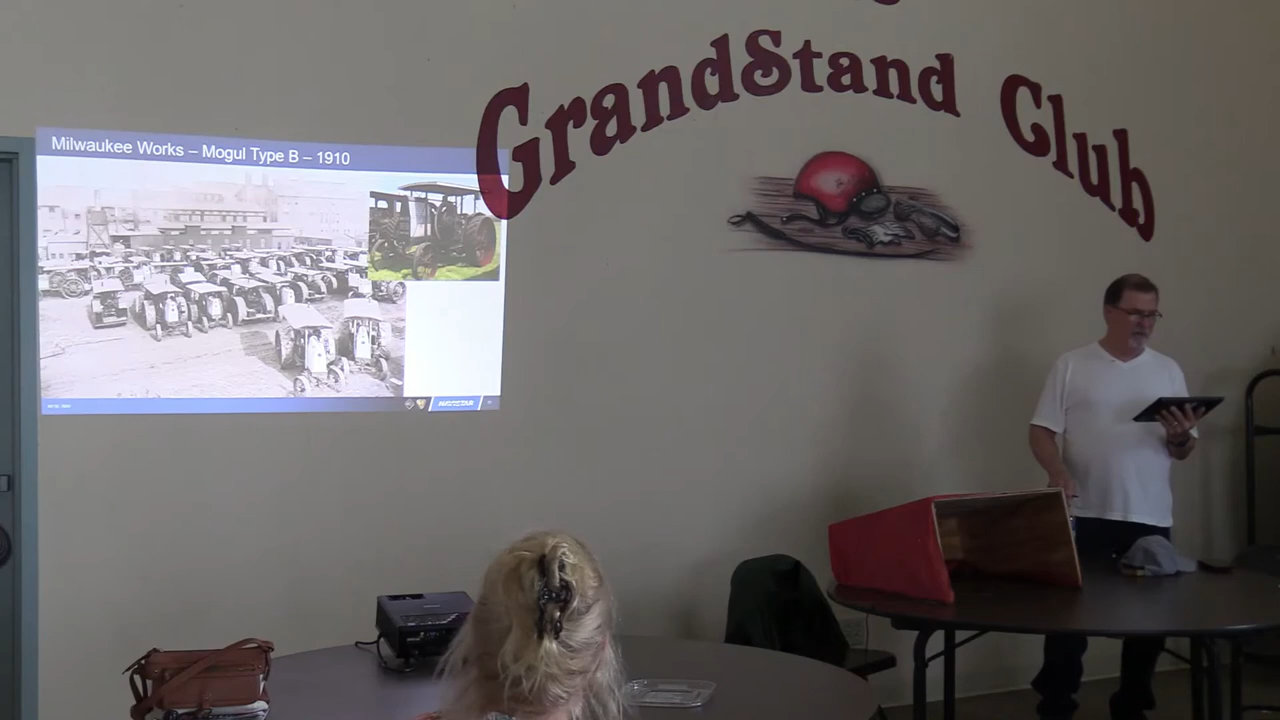 GrandStand Club
Milwaukee Works – Mogul Type B – 1910
NAVISTAR